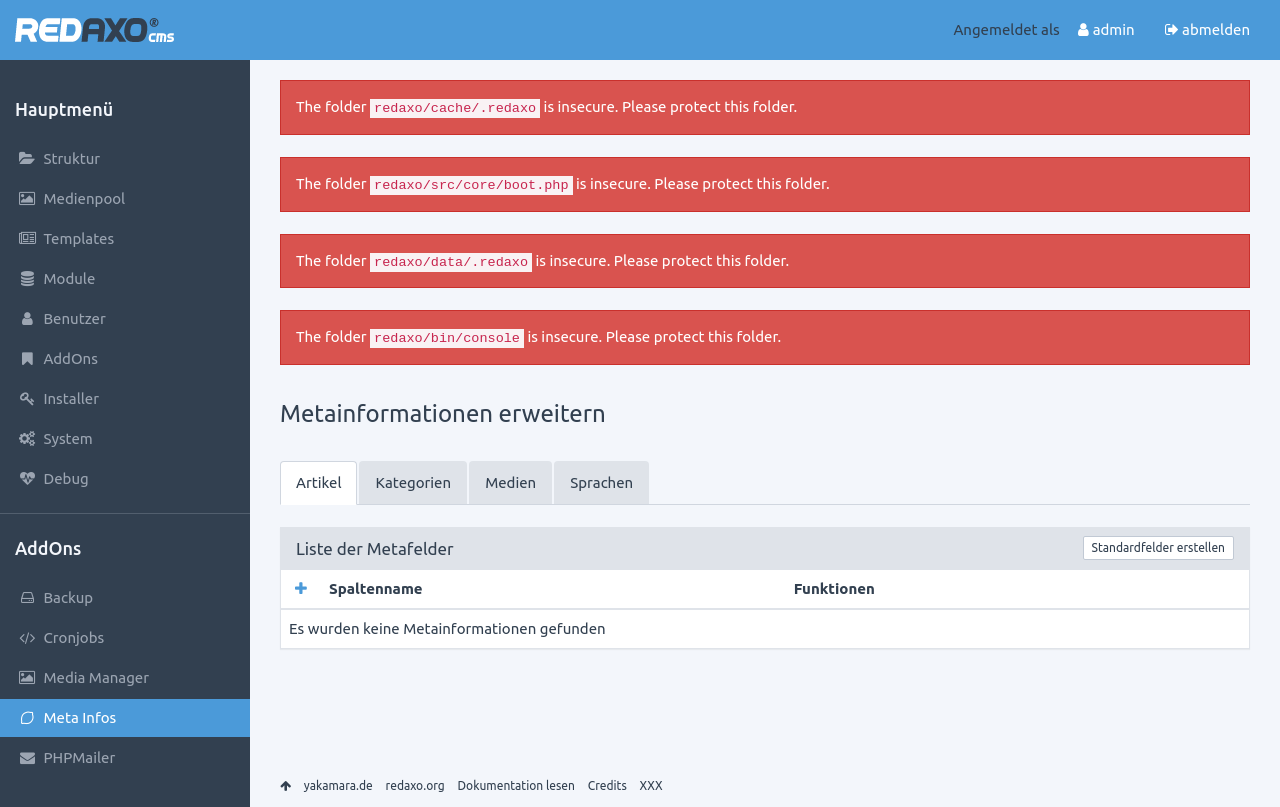 REDAXO® cms
Angemeldet als admin abmelden
Hauptmenü
Struktur
Medienpool
Templates
Module
Benutzer
AddOns
Installer
System
Debug
AddOns
Backup
Cronjobs
Media Manager
Meta Infos
PHPMailer
The folder redaxo/cache/.redaxo is insecure. Please protect this folder.
The folder redaxo/src/core/boot.php is insecure. Please protect this folder.
The folder redaxo/data/.redaxo is insecure. Please protect this folder.
The folder redaxo/bin/console is insecure. Please protect this folder.
Metainformationen erweitern
Artikel Kategorien Medien Sprachen
Liste der Metafelder Standardfelder erstellen
Spaltenname Funktionen
Es wurden keine Metainformationen gefunden
yakamara.de redaxo.org Dokumentation lesen Credits XXX